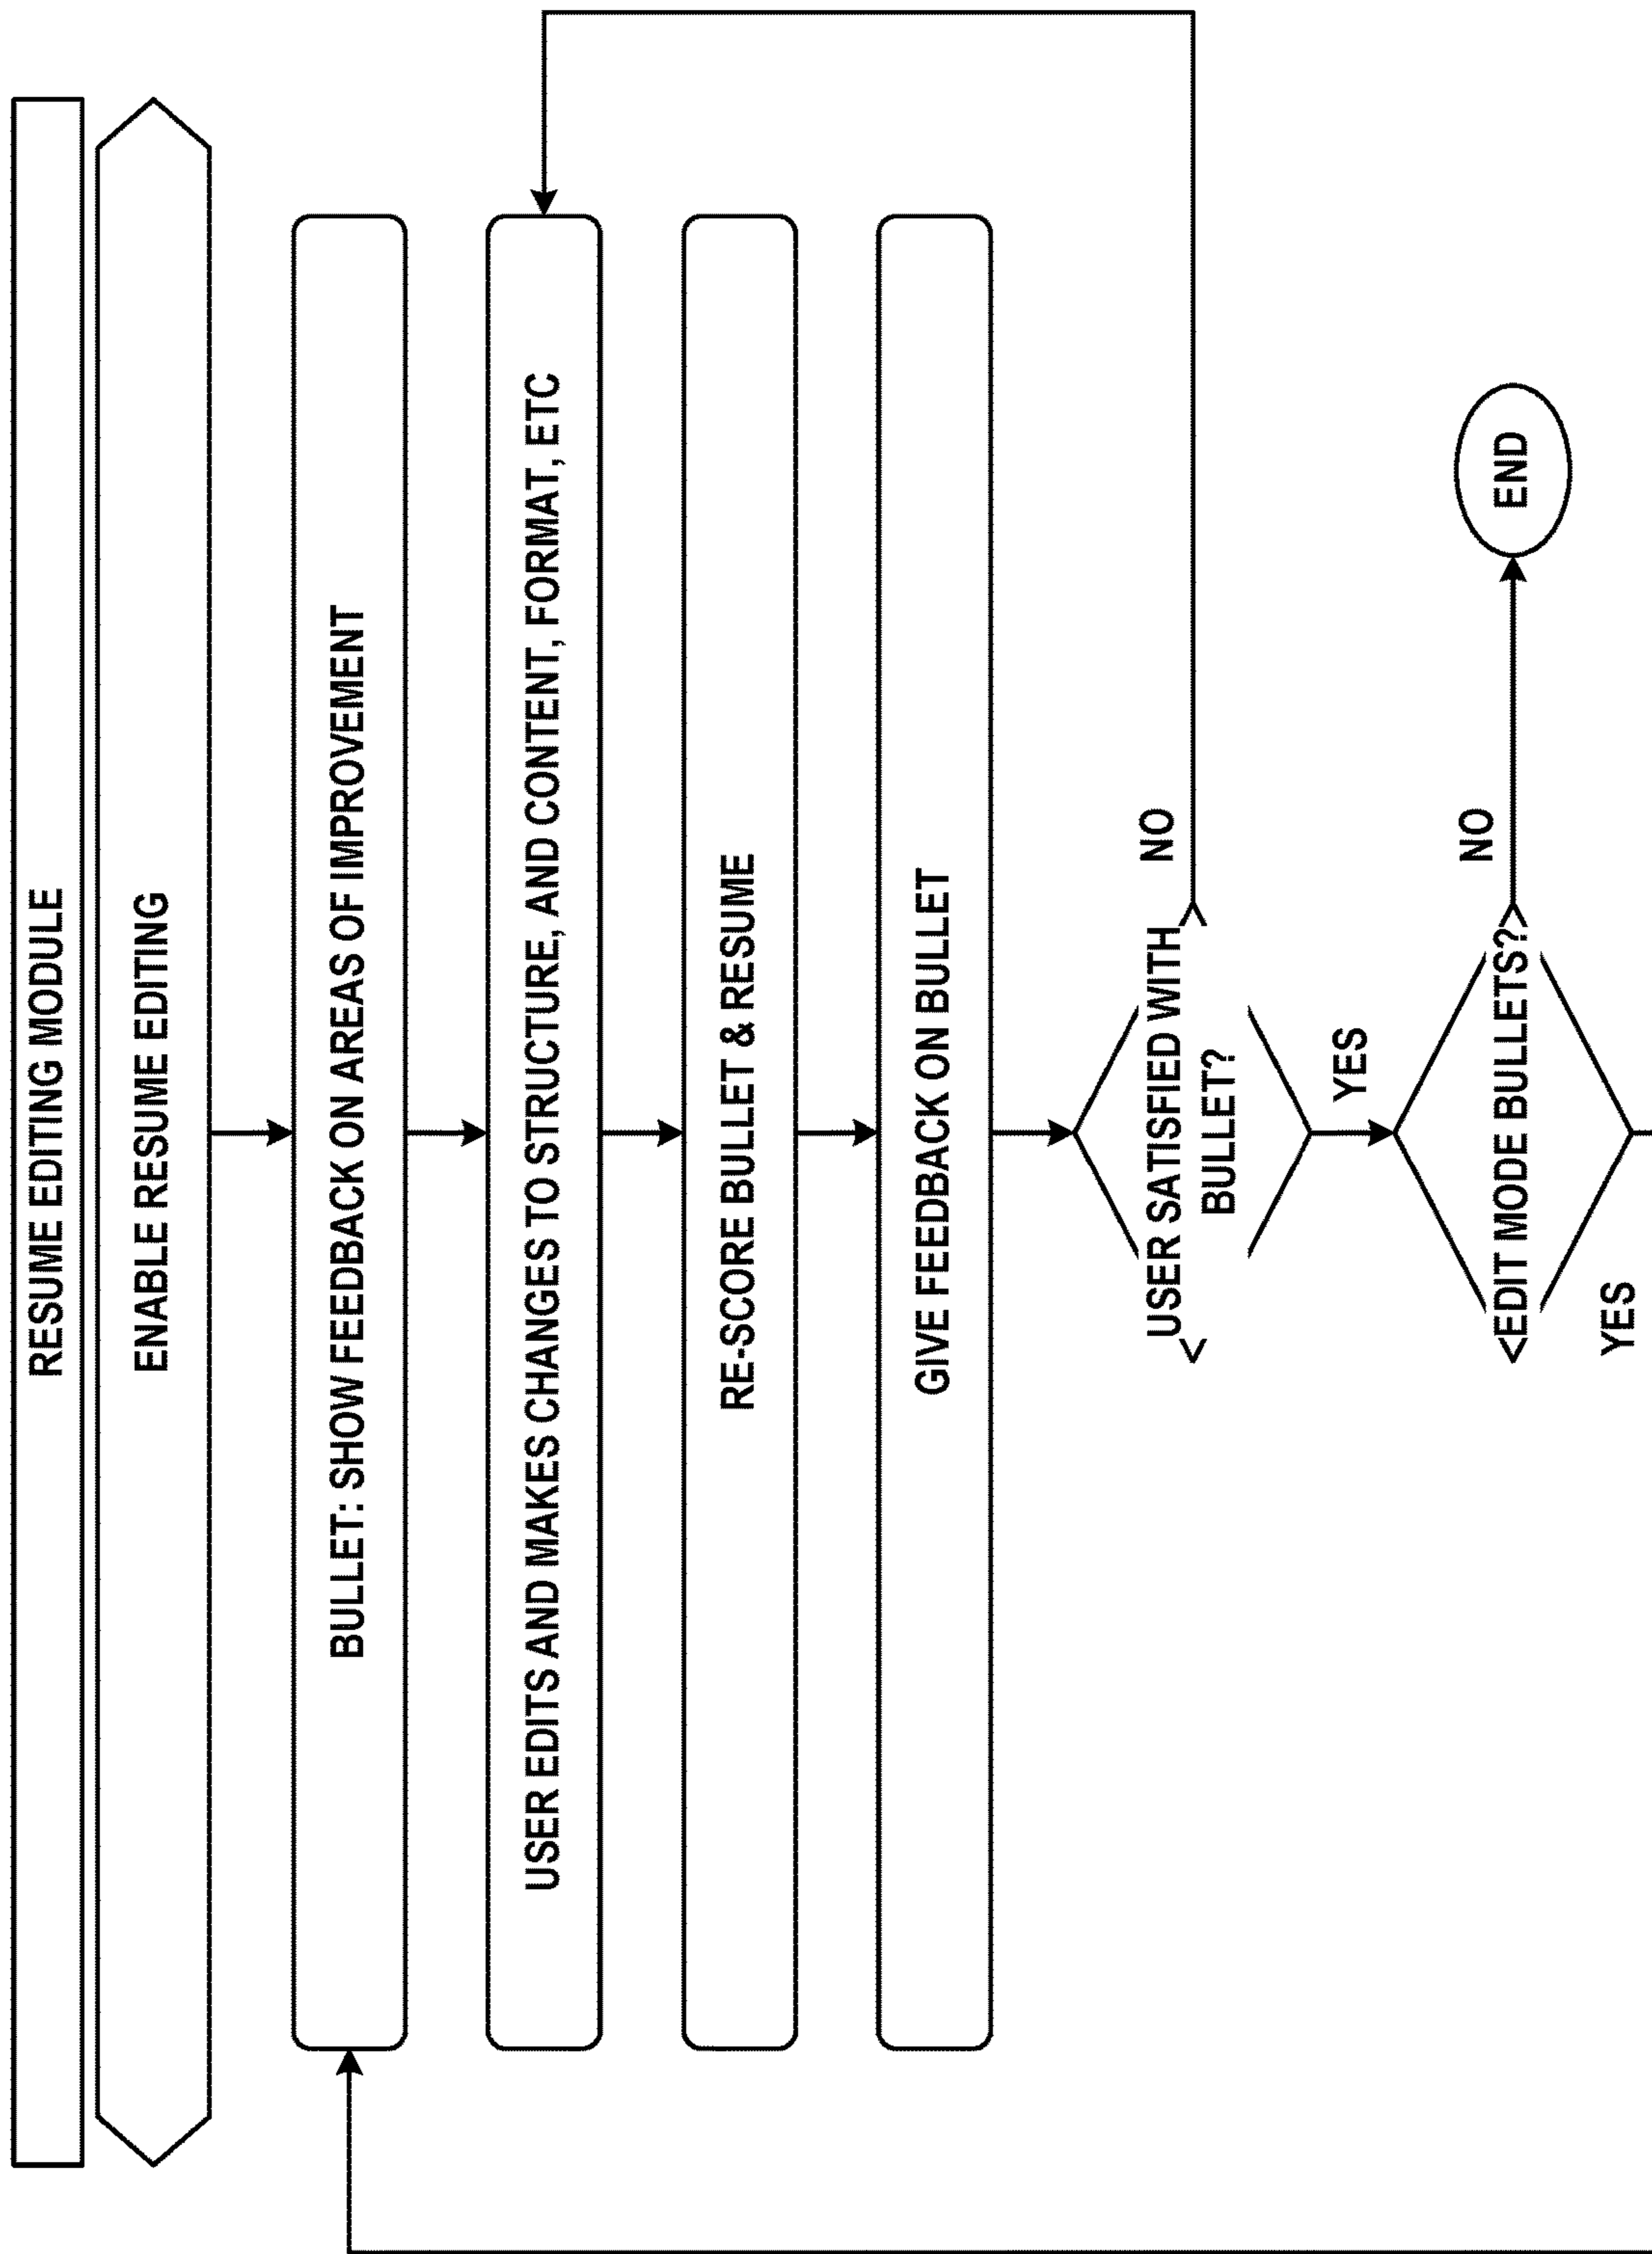 RESUME EDITING MODULE
ENABLE RESUME EDITING
BULLET: SHOW FEEDBACK ON AREAS OF IMPROVEMENT
USER EDITS AND MAKES CHANGES TO STRUCTURE, AND CONTENT, FORMAT, ETC
RE-SCORE BULLET & RESUME
GIVE FEEDBACK ON BULLET
USER SATISFIED WITH
BULLET?
NO
YES
EDIT MODE BULLETS?
NO
END
YES